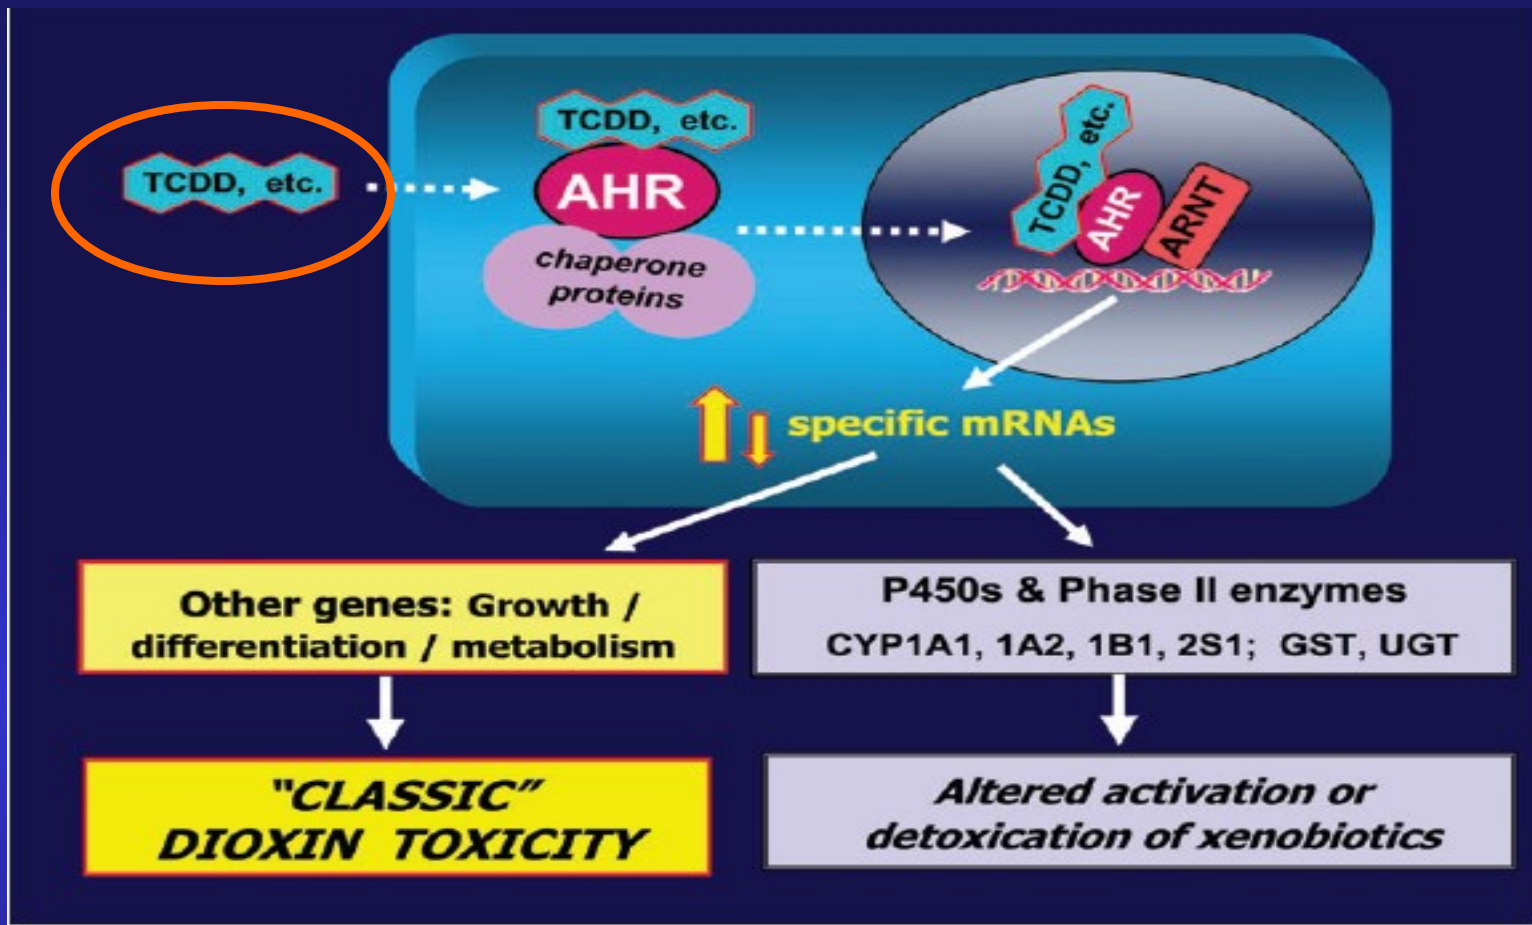 TCDD, etc.
TCDD, etc.
AHR
chaperone
proteins
TCDD, etc.
AHR
ARNT
specific mRNAs
Other genes: Growth /
differentiation / metabolism
P450s & Phase II enzymes
CYP1A1, 1A2, 1B1, 2S1; GST, UGT
"CLASSIC"
DIOXIN TOXICITY
Altered activation or
detoxication of xenobiotics